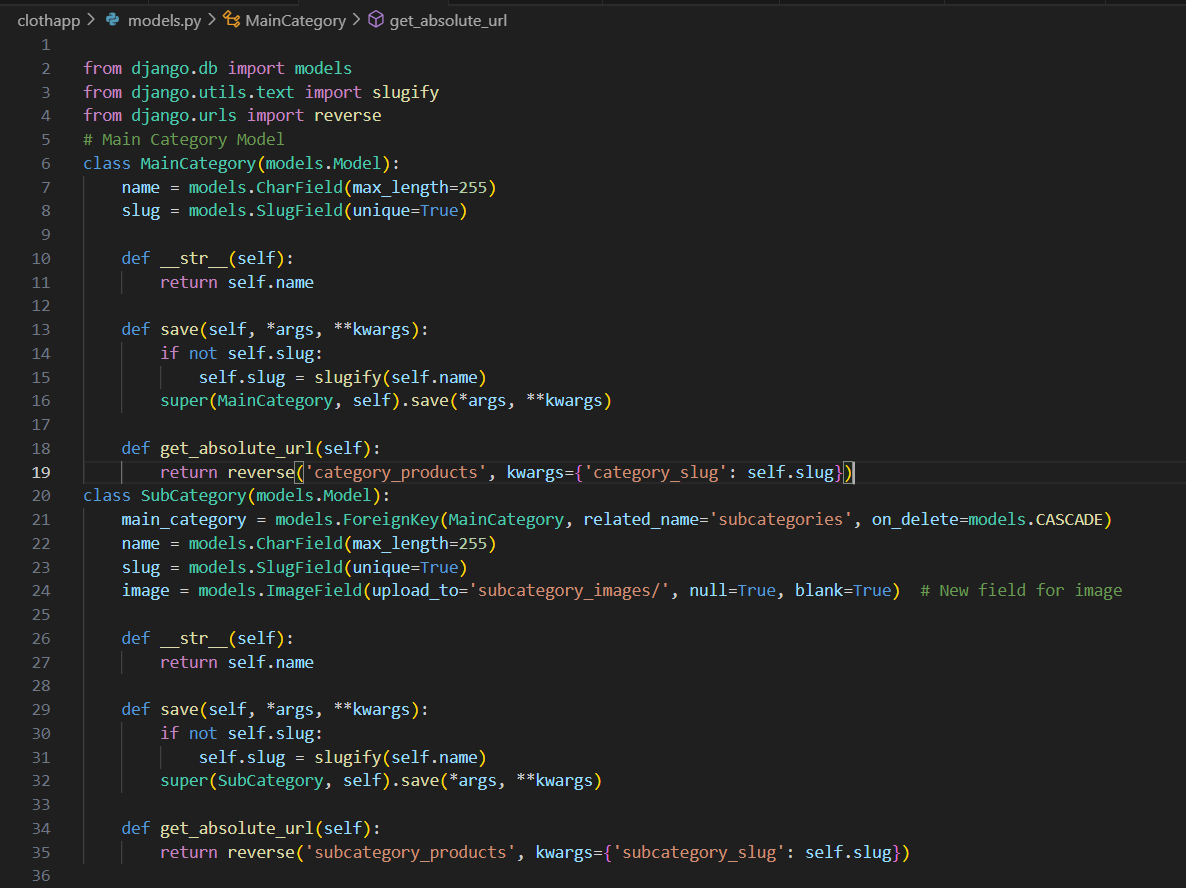 clothapp > models.py > MainCategory > get_absolute_url
1
2 from django.db import models
3 from django.utils.text import slugify
4 from django.urls import reverse
5 # Main Category Model
6 class MainCategory(models.Model):
7     name = models.CharField(max_length=255)
8     slug = models.SlugField(unique=True)
9
10     def __str__(self):
11         return self.name
12
13     def save(self, *args, **kwargs):
14         if not self.slug:
15             self.slug = slugify(self.name)
16         super(MainCategory, self).save(*args, **kwargs)
17
18     def get_absolute_url(self):
19         return reverse('category_products', kwargs={'category_slug': self.slug})
20 class SubCategory(models.Model):
21     main_category = models.ForeignKey(MainCategory, related_name='subcategories', on_delete=models.CASCADE)
22     name = models.CharField(max_length=255)
23     slug = models.SlugField(unique=True)
24     image = models.ImageField(upload_to='subcategory_images/', null=True, blank=True)  # New field for image
25
26     def __str__(self):
27         return self.name
28
29     def save(self, *args, **kwargs):
30         if not self.slug:
31             self.slug = slugify(self.name)
32         super(SubCategory, self).save(*args, **kwargs)
33
34     def get_absolute_url(self):
35         return reverse('subcategory_products', kwargs={'subcategory_slug': self.slug})
36